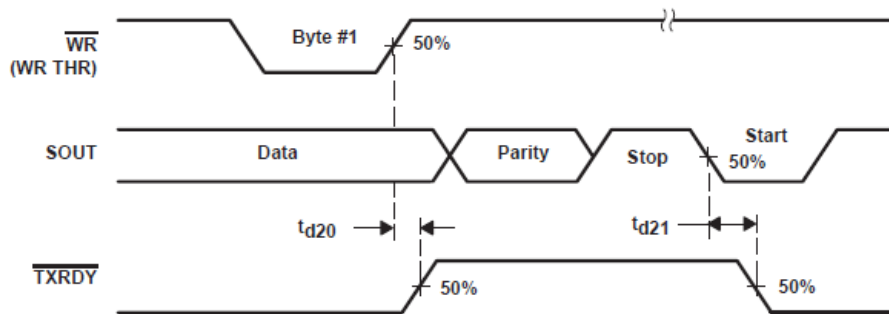 WR
(WR THR)
Byte #1
50%
SOUT
Data
Parity
Stop
Start
50%
td20
td21
TXRDY
50%
50%